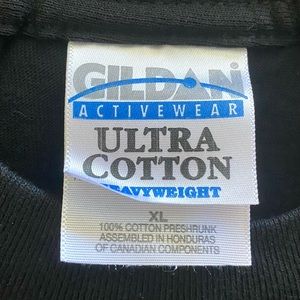 GILDAN
ACTIVEWEAR
ULTRA
COTTON
HEAVYWEIGHT
XL
100% COTTON PRESHRUNK
ASSEMBLED IN HONDURAS
OF CANADIAN COMPONENTS